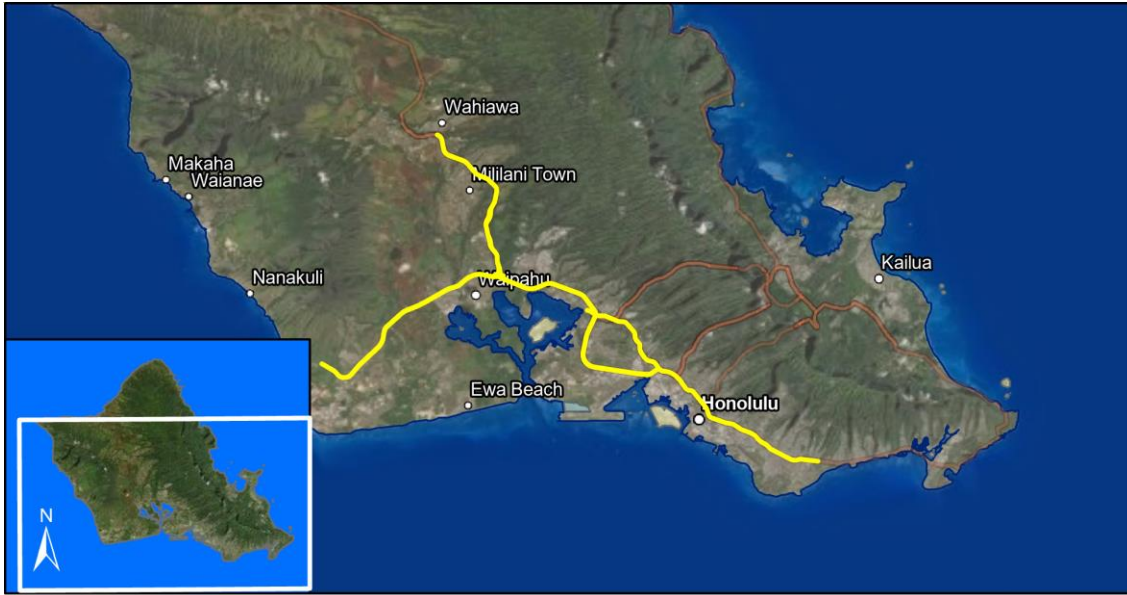 Wahiawa
Makaha
Mililani Town
Waianae
Kailua
Nanakuli
Waipahu
Ewa Beach
Honolulu
N